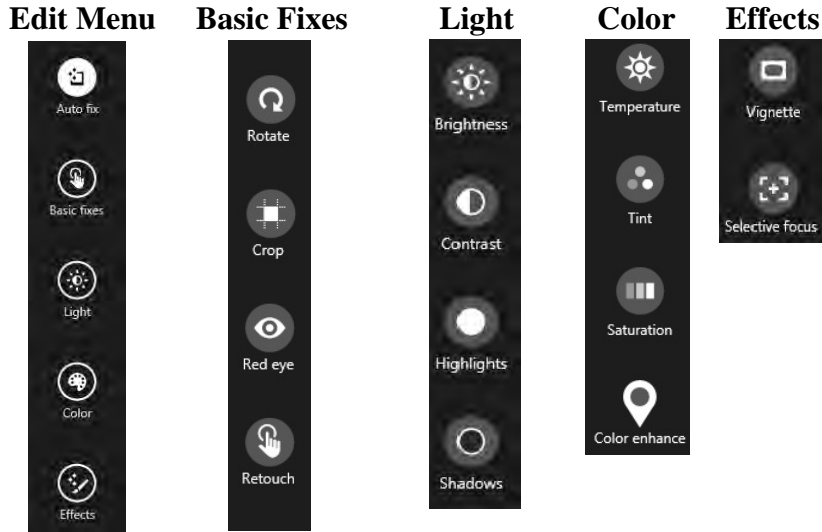 Edit Menu
Auto fix
Basic fixes
Light
Color
Effects
Basic Fixes
Rotate
Crop
Red eye
Retouch
Light
Brightness
Contrast
Highlights
Shadows
Color
Temperature
Tint
Saturation
Color enhance
Effects
Vignette
Selective focus